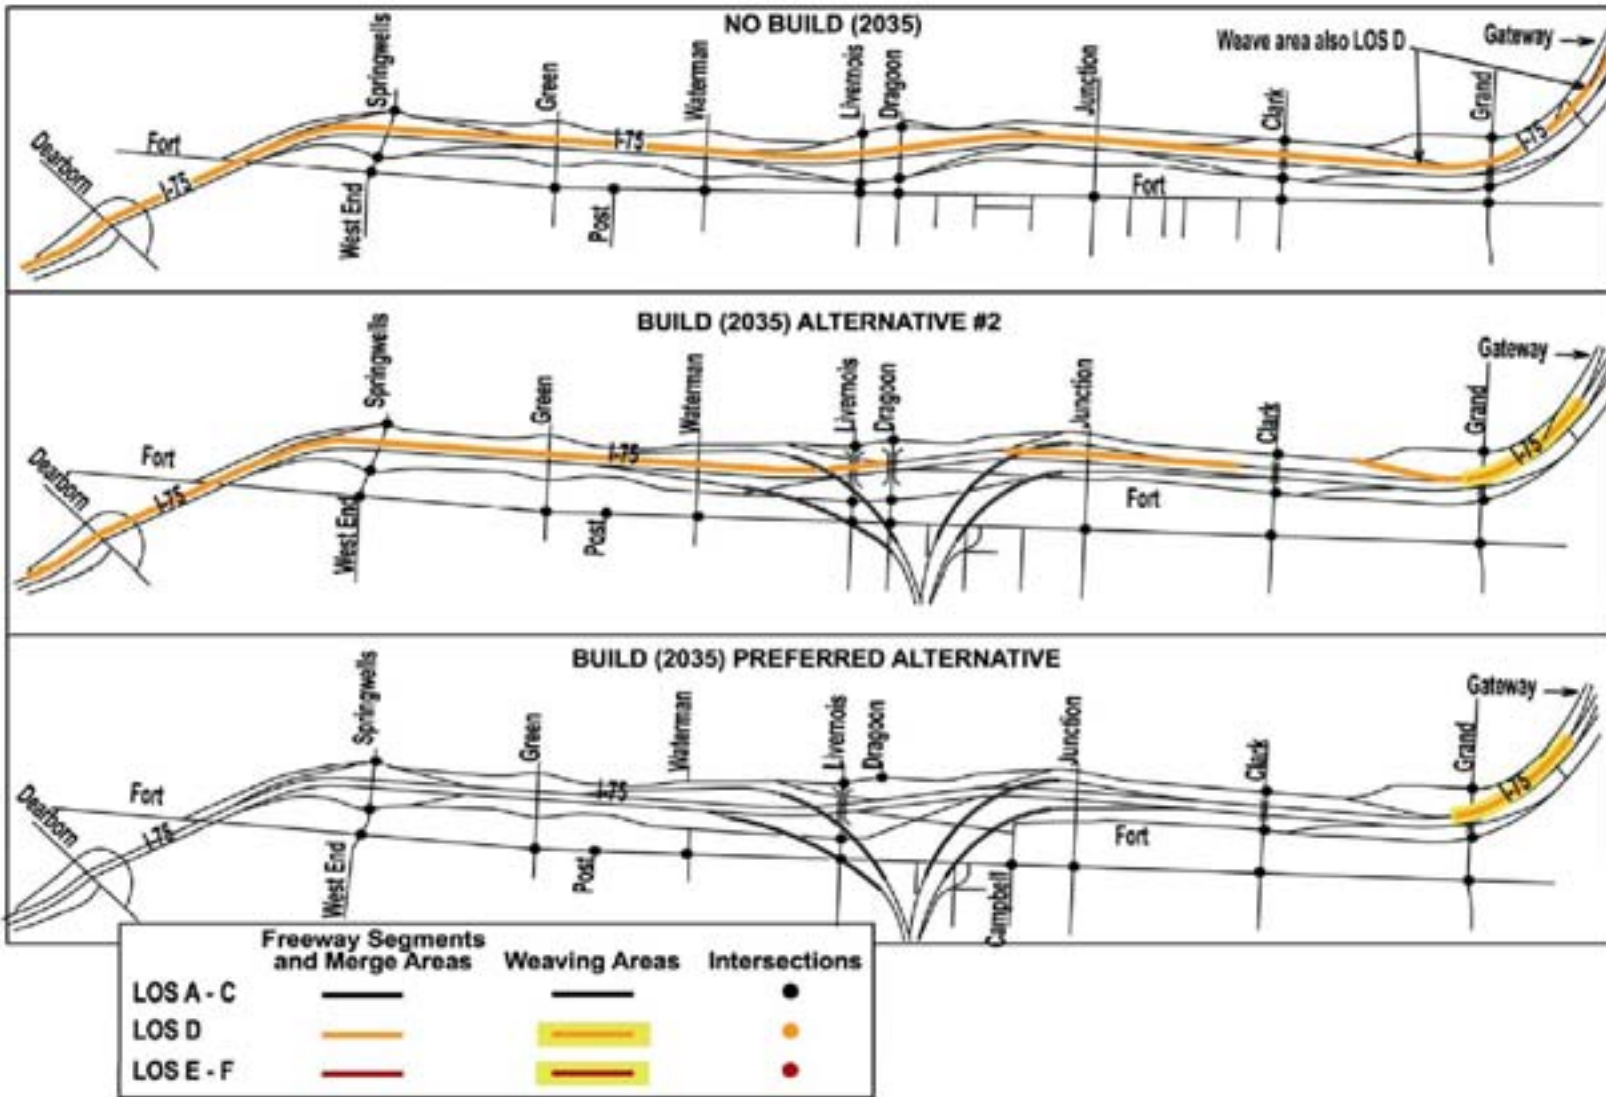 NO BUILD (2035)
Weave area also LOS D
Gateway
Springwells
Green
Waterman
Livernois
Dragoon
Junction
Clark
Grand
Dearborn
Fort
I-75
I-75
I-75
West End
Post
Fort
BUILD (2035) ALTERNATIVE #2
Gateway
Springwells
Green
Waterman
Livernois
Dragoon
Junction
Clack
Grand
Dearborn
Fort
I-75
I-75
I-75
West End
Post
Fort
BUILD (2035) PREFERRED ALTERNATIVE
Gateway
Springwells
Green
Waterman
Livernois
Dragoon
Junction
Clack
Grand
Dearborn
Fort
I-75
I-75
I-75
West End
Post
Campbell
Fort
Freeway Segments
and Merge Areas
Weaving Areas
Intersections
LOS A - C
LOS D
LOS E - F